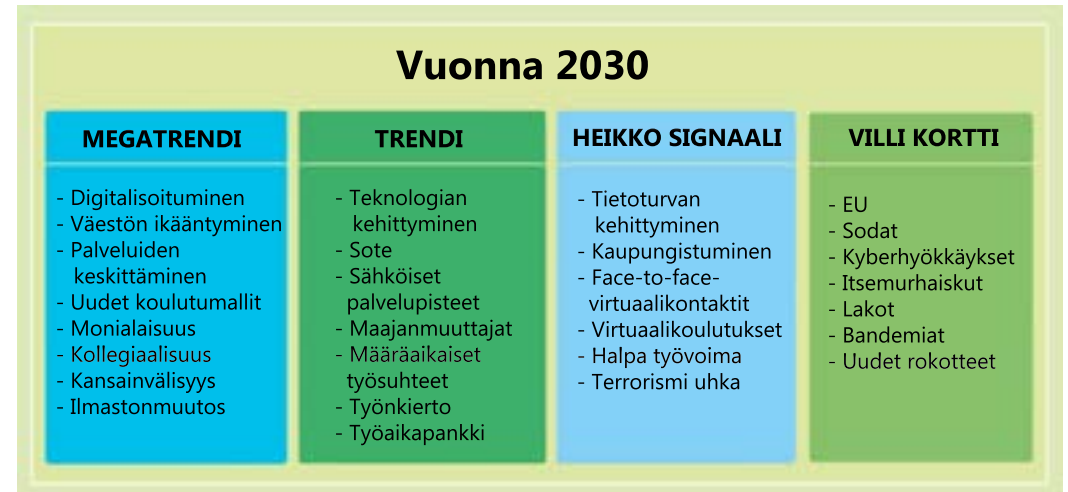 Vuonna 2030
MEGATRENDI
- Digitalisoituminen
- Väestön ikääntyminen
- Palveluiden
keskittäminen
- Uudet koulutumallit
- Monialaisuus
- Kollegiaalisuus
- Kansainvälisyys
- Ilmastonmuutos
TRENDI
- Teknologian
kehittyminen
- Sote
- Sähköiset
palvelupisteet
- Maajanmuuttajat
- Määräaikaiset
työsuhteet
- Työnkierto
- Työaikapankki
HEIKKO SIGNAALI
- Tietoturvan
kehittyminen
- Kaupungistuminen
- Face-to-face-
virtuaalikontaktit
- Virtuaalikoulutukset
- Halpa työvoima
- Terrorismi uhka
VILLI KORTTI
- EU
- Sodat
- Kyberhyökkäykset
- Itsemurhaiskut
- Lakot
- Bandemiat
- Uudet rokotteet